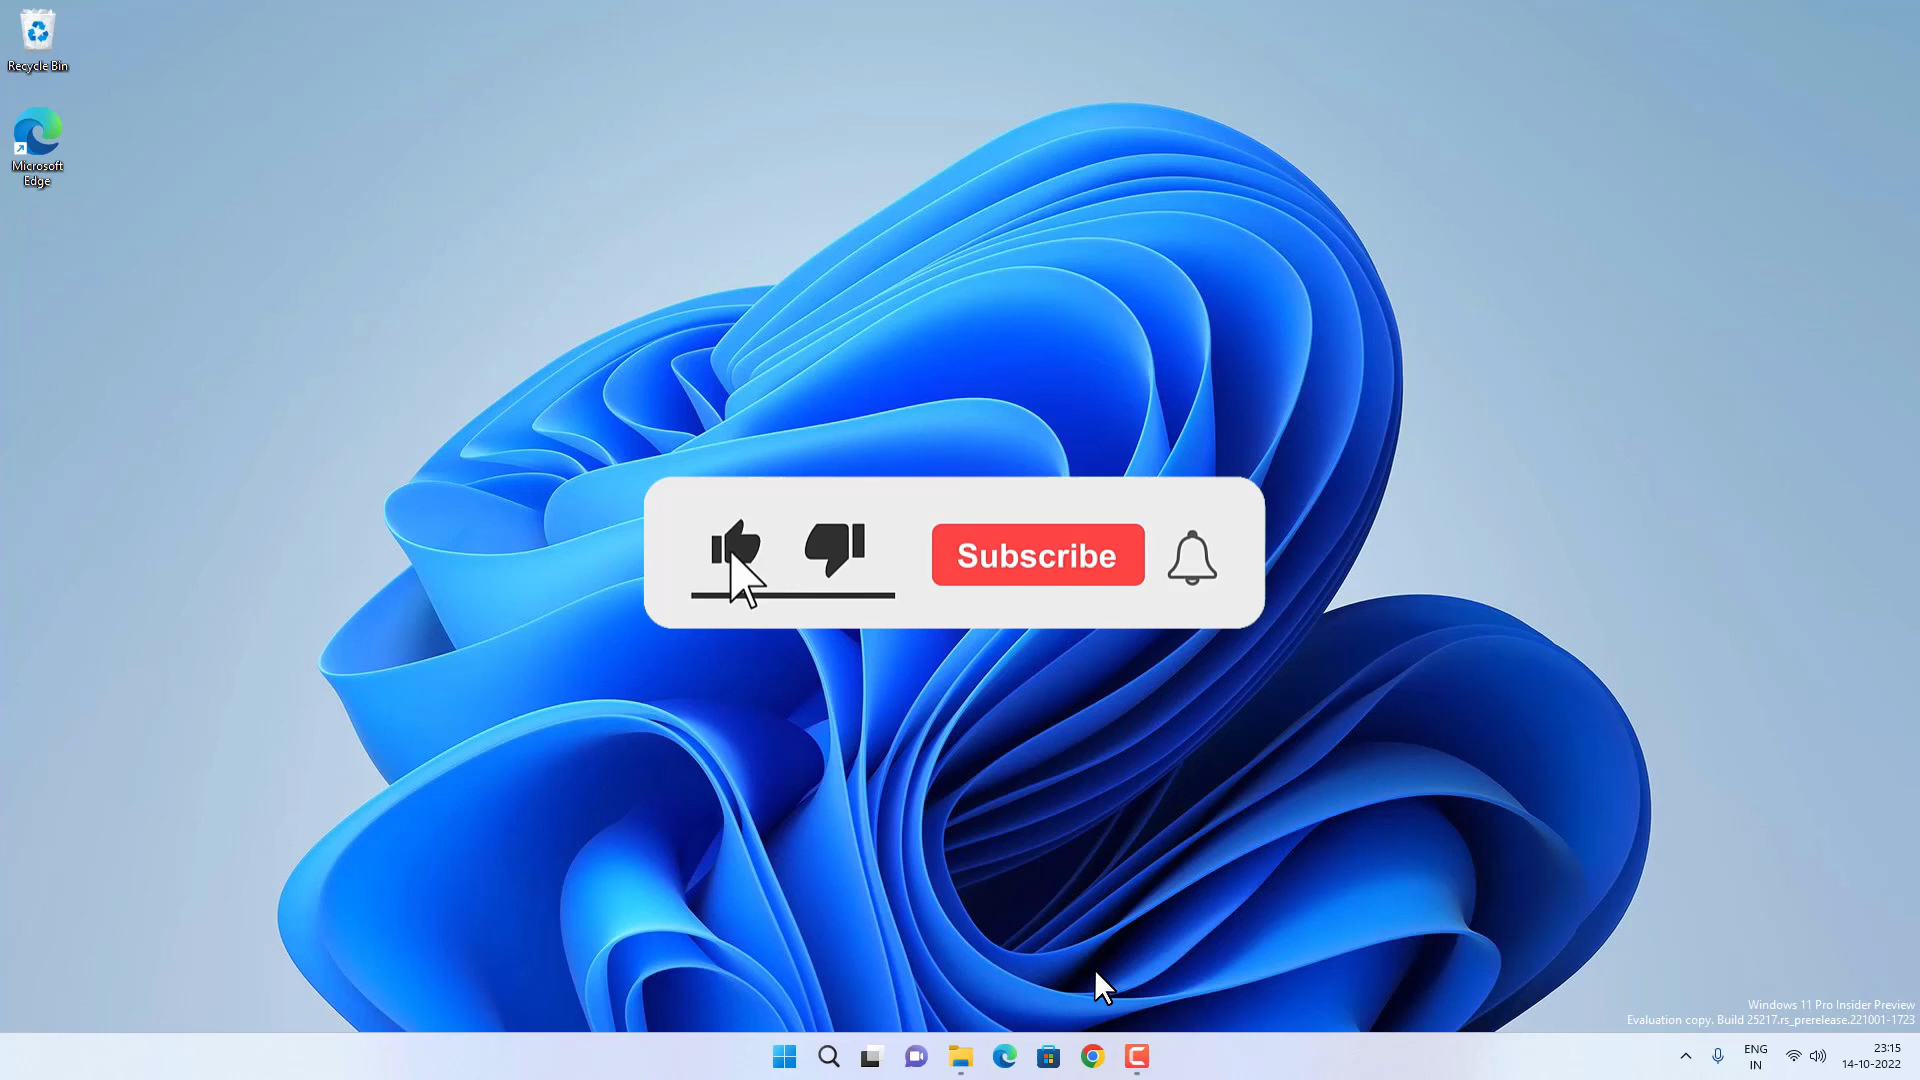 Recycle Bin
Microsoft
Edge
Subscribe
Windows 11 Pro Insider Preview
Evaluation copy. Build 25217.rs_prerelease.221001-1723
ENG
IN
23:15
14-10-2022